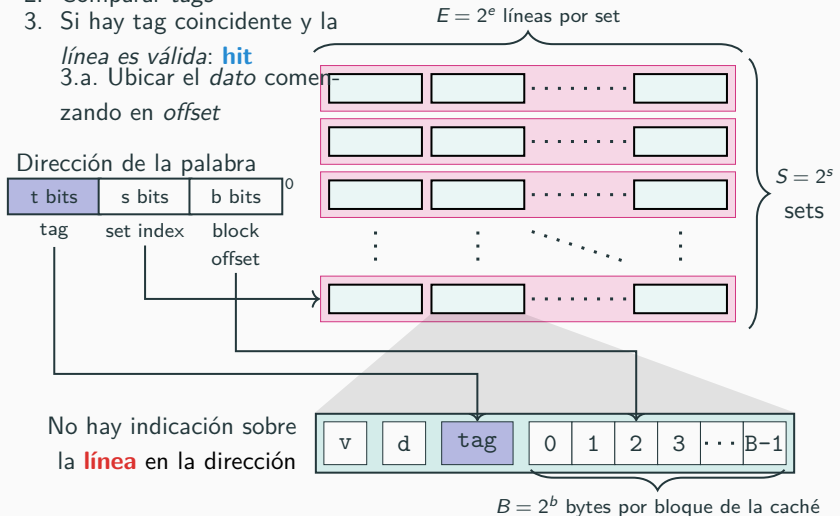 2. Comparar tags
3. Si hay tag coincidente y la
línea es válida: hit
3.a. Ubicar el dato comen-
zando en offset
E = 2^e líneas por set
S = 2^s
sets
Dirección de la palabra
t bits s bits b bits 0
tag set index block
offset
No hay indicación sobre
la línea en la dirección
v d tag 0 1 2 3 ··· B-1
B = 2^b bytes por bloque de la caché